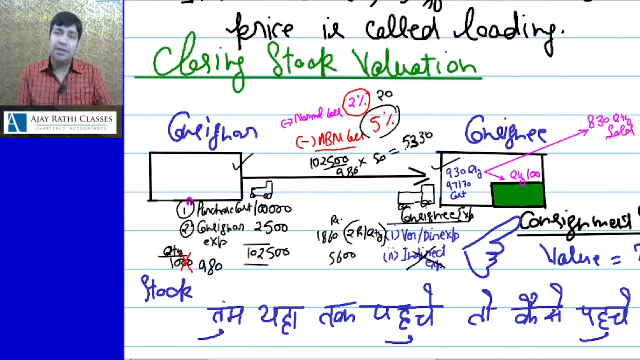 price is called loading.
Closing Stock Valuation
AJAY RATHI CLASSES
CHARTERED ACCOUNTANTS
Consignor
(-) Normal Loss 2% 20
(-) Abn Loss 5%
102500 / 980 × 50 = 5330
Consignee
930 Qty
97170
Cost
Qty 100
830 Qty
Sales
① Purchase Cost 100000
② Consignor 2500
exp
102500
Qty
1000 980
1860 (2 Rs/Qty)
5600
Consignee Exp
(i) Non/Direct exp
(ii) Indirect
Exp
Consignment
Value =
Stock
तुम यहा तक पहुचे तो कैसे पहुचे